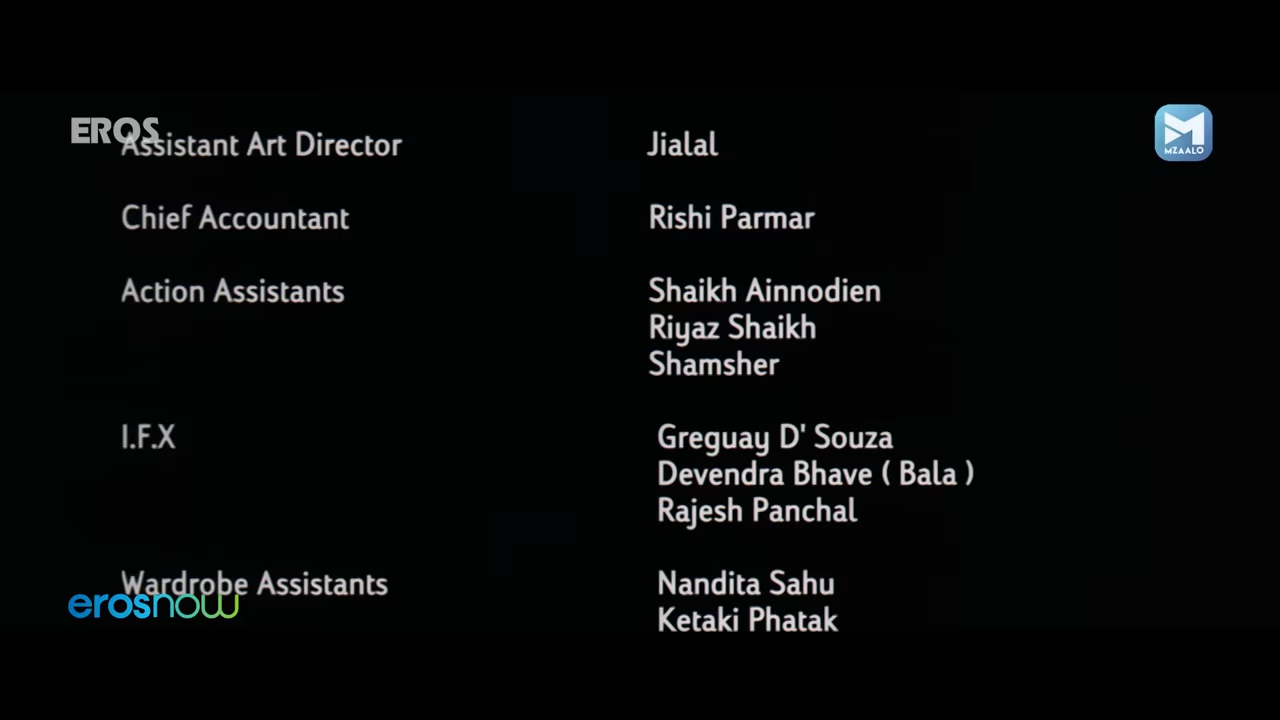 EROS
MZAALO
Assistant Art Director Jialal
Chief Accountant Rishi Parmar
Action Assistants Shaikh Ainnodien
Riyaz Shaikh
Shamsher
I.F.X Greguay D' Souza
Devendra Bhave ( Bala )
Rajesh Panchal
Wardrobe Assistants Nandita Sahu
erosnow
Ketaki Phatak